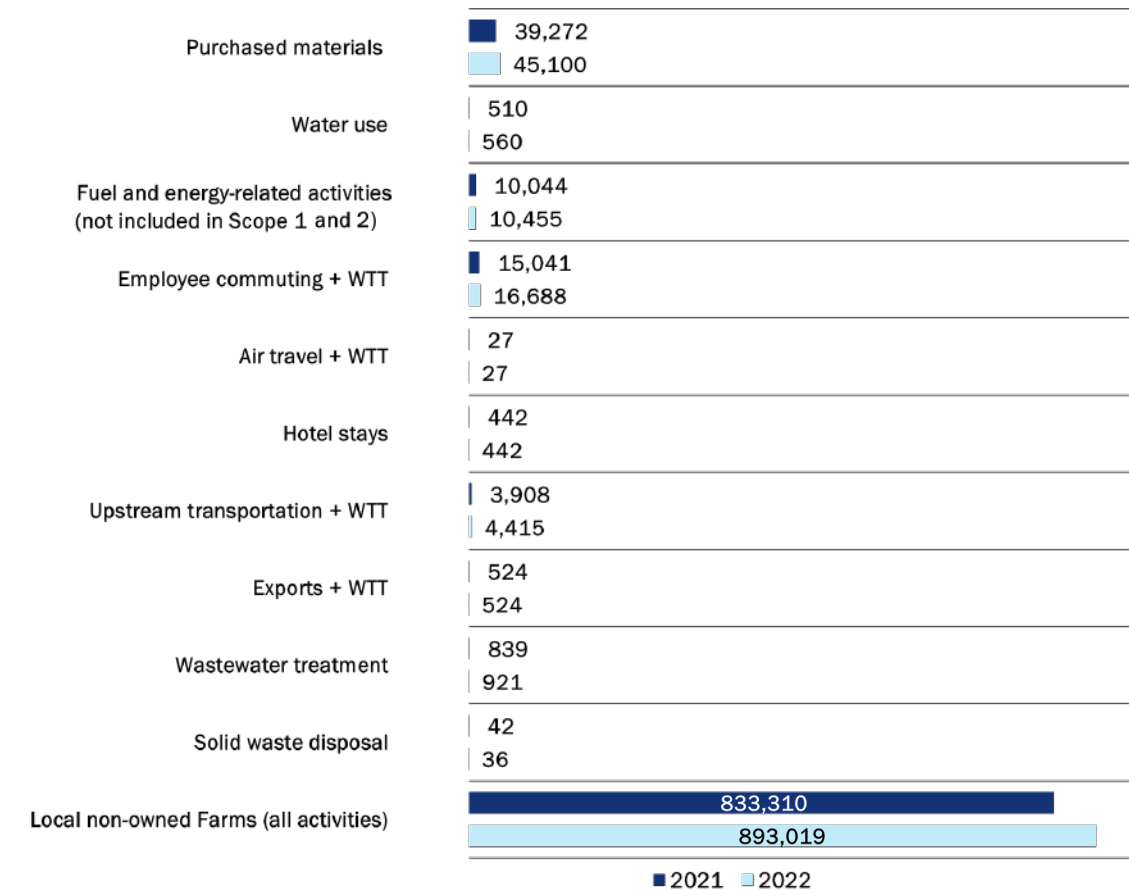 Purchased materials
39,272
45,100
Water use
510
560
Fuel and energy-related activities
(not included in Scope 1 and 2)
10,044
10,455
Employee commuting + WTT
15,041
16,688
Air travel + WTT
27
27
Hotel stays
442
442
Upstream transportation + WTT
3,908
4,415
Exports + WTT
524
524
Wastewater treatment
839
921
Solid waste disposal
42
36
Local non-owned Farms (all activities)
833,310
893,019
2021 2022